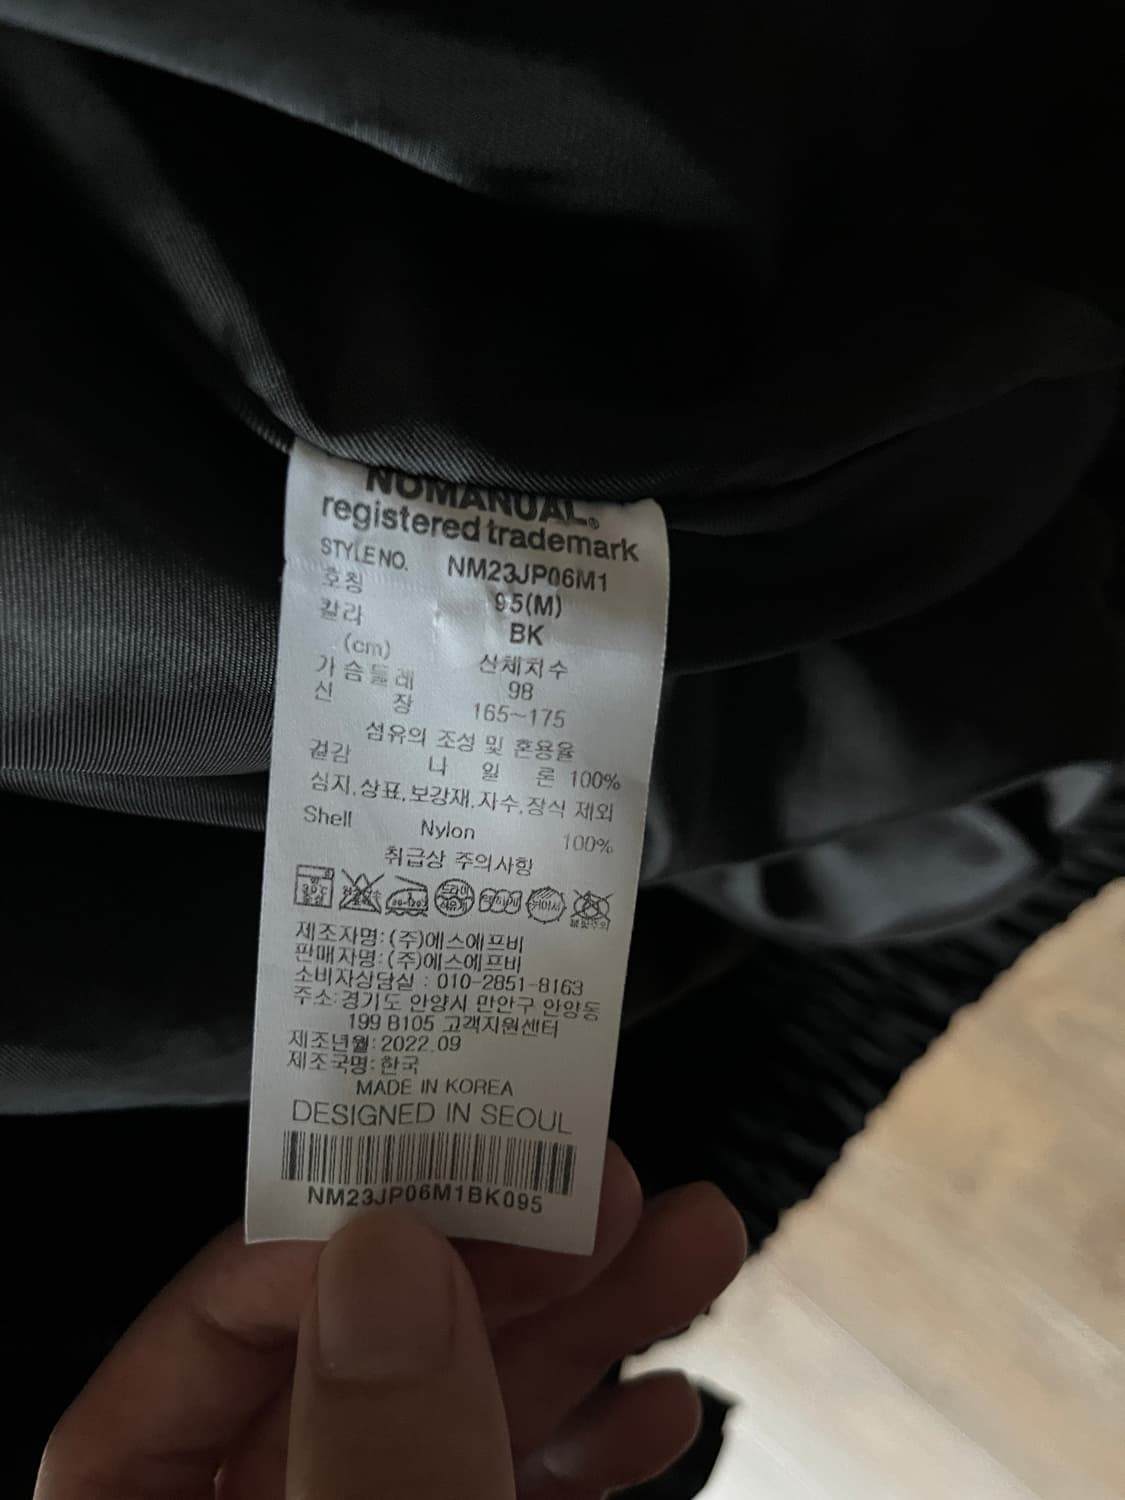 NOMANUAL®
registered trademark
STYLE NO. NM23JP06M1
호칭 95(M)
칼라 BK
(cm) 신체치수
가슴둘레 98
신 장 165~175
섬유의 조성 및 혼용율
겉감 나 일 론 100%
심지,상표,보강재,자수,장식 제외
Shell Nylon 100%
취급상 주의사항
제조자명:(주)에스에프비
판매자명:(주)에스에프비
소비자상담실 : 010-2851-8163
주소:경기도 안양시 만안구 안양동
199 B105 고객지원센터
제조년월:2022.09
제조국명:한국
MADE IN KOREA
DESIGNED IN SEOUL
NM23JP06M1BK095